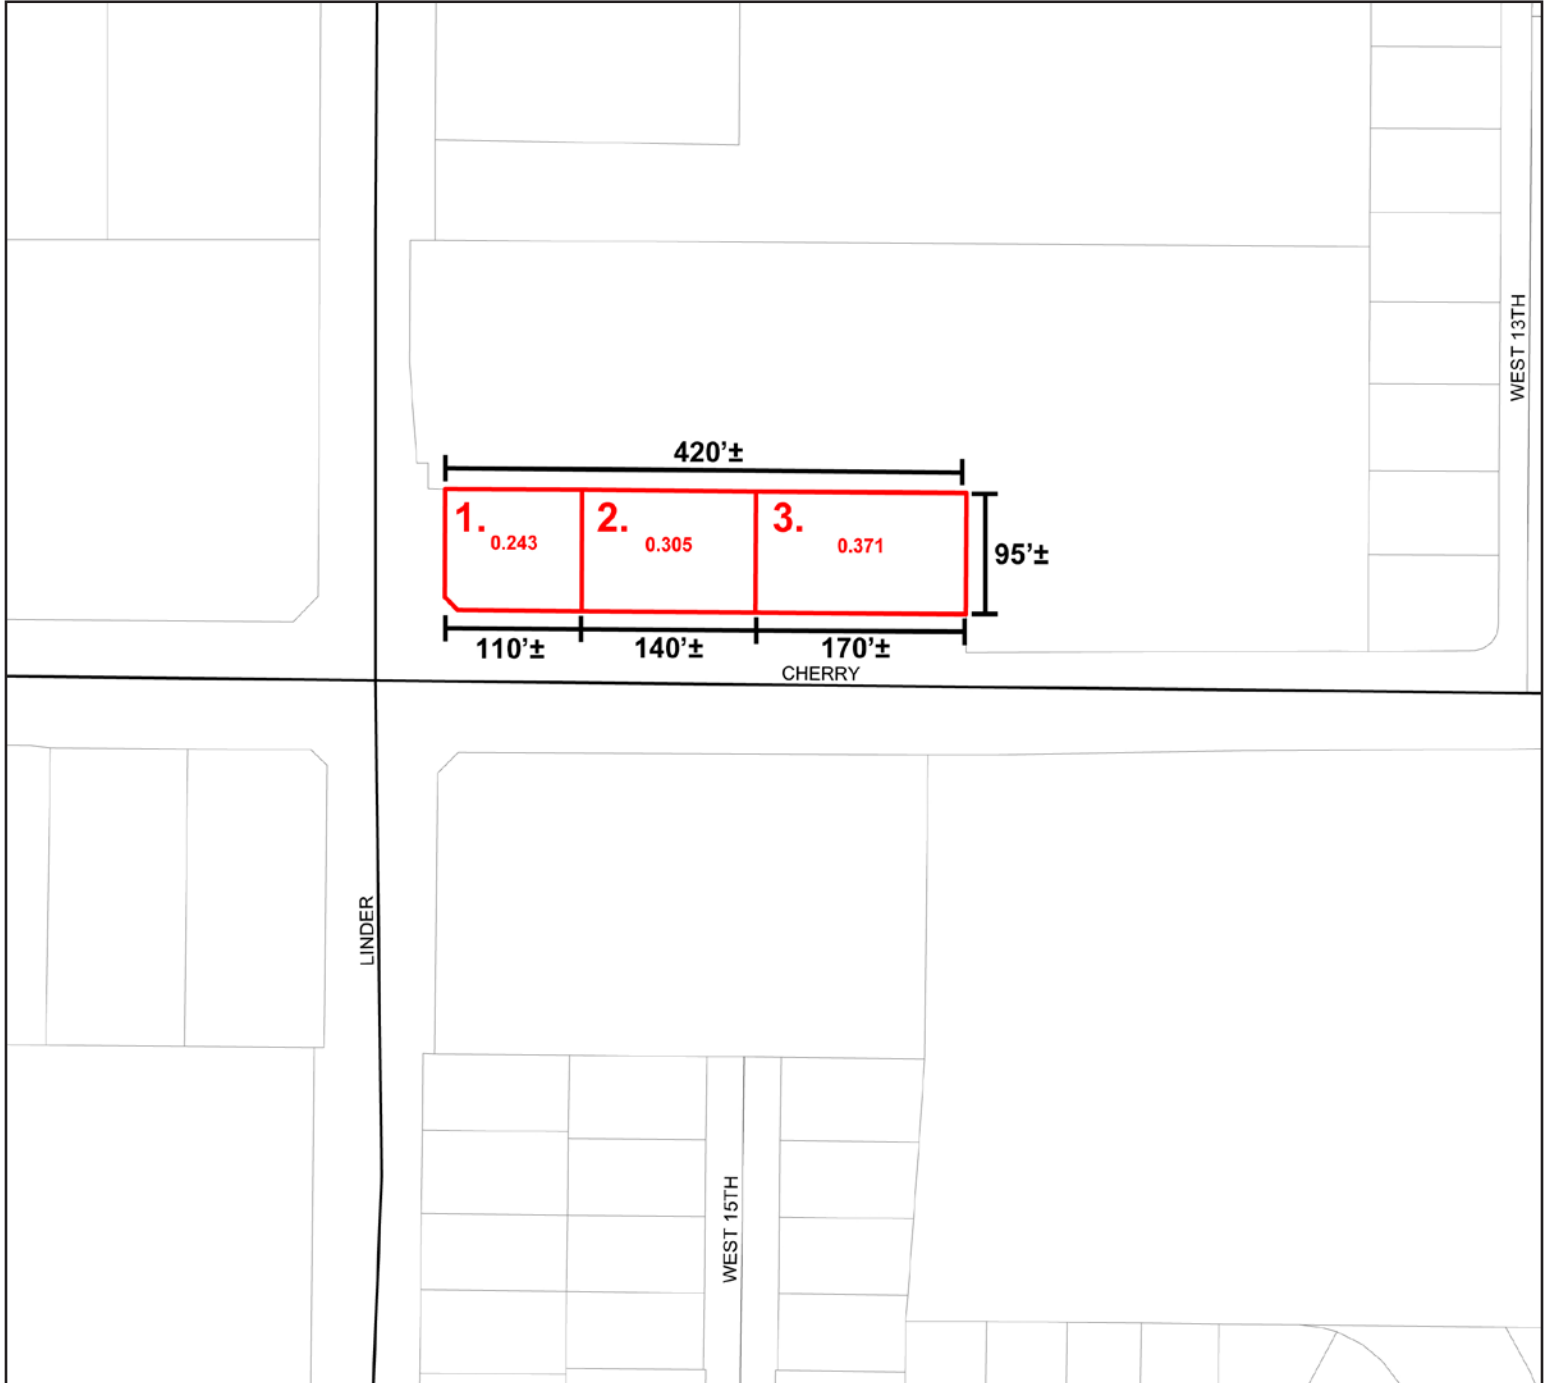 WEST 13TH
420’±
1.
0.243
2.
0.305
3.
0.371
95’±
110’±
140’±
170’±
CHERRY
LINDER
WEST 15TH